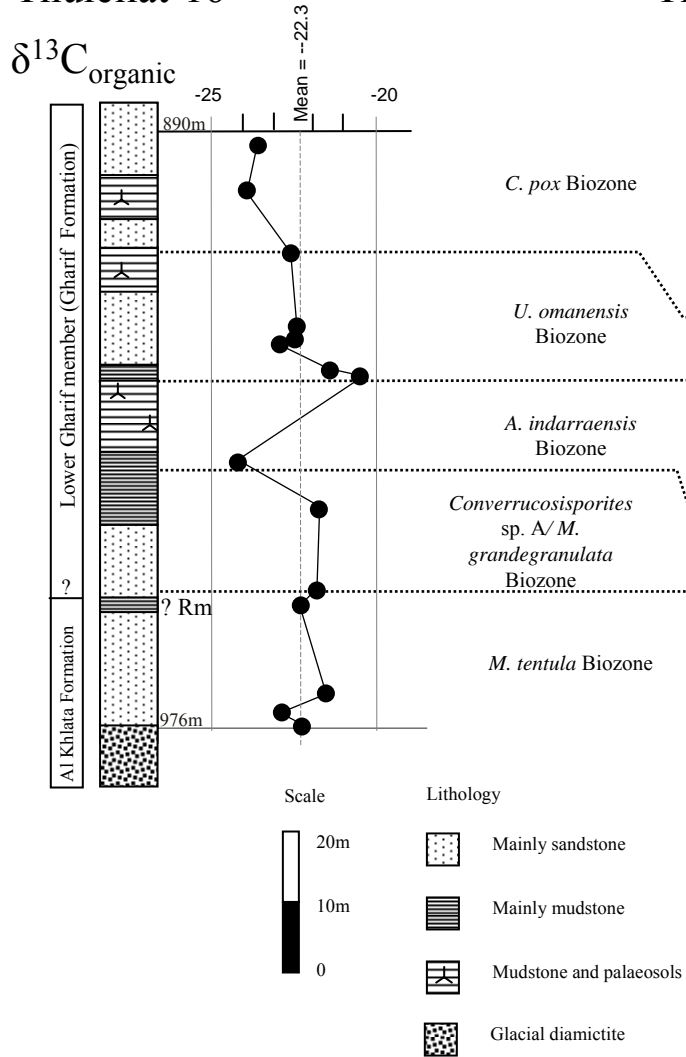 δ13Corganic
-25
Mean = --22.3
-20
890m
Lower Gharif member (Gharif Formation)
C. pox Biozone
U. omanensis
Biozone
A. indarraensis
Biozone
Converrucosisporites
sp. A/ M.
grandegranulata
Biozone
?
? Rm
M. tentula Biozone
Al Khlata Formation
976m
Scale
20m
10m
0
Lithology
Mainly sandstone
Mainly mudstone
Mudstone and palaeosols
Glacial diamictite